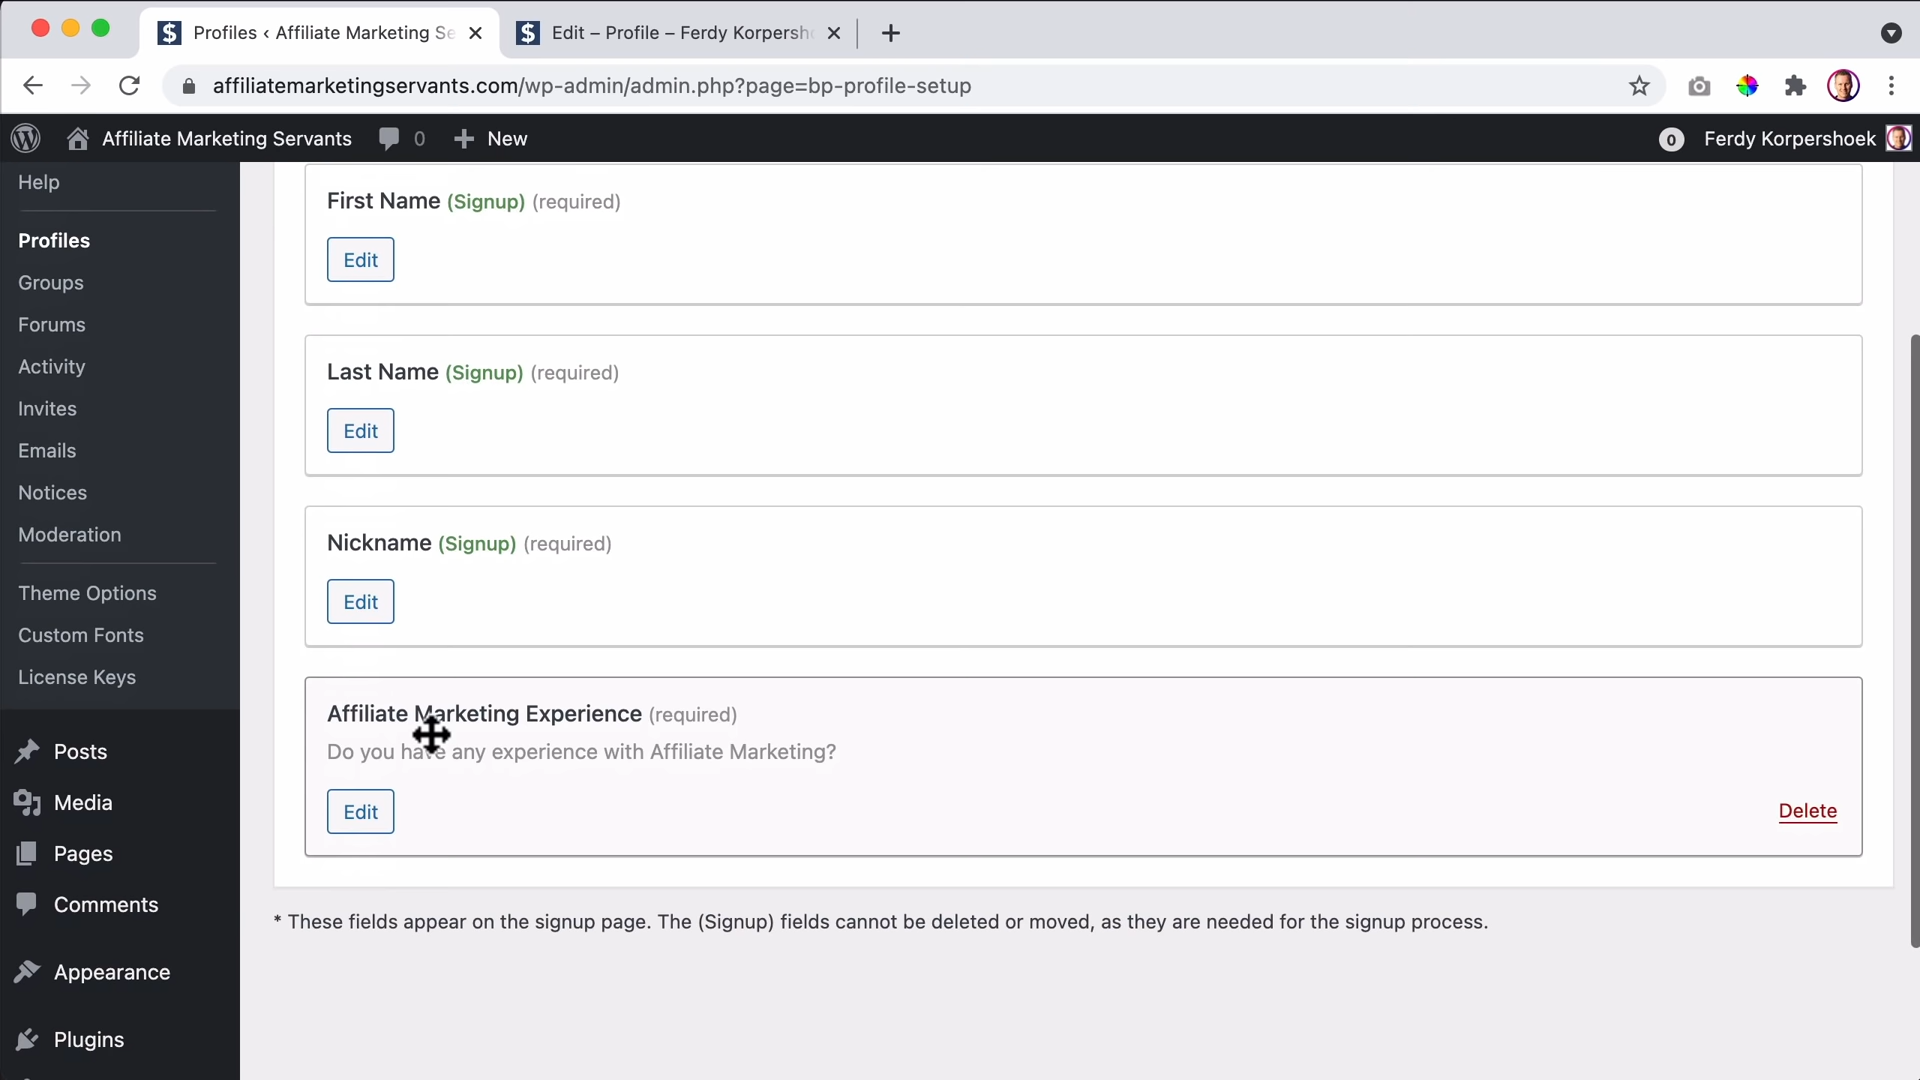 Profiles ‹ Affiliate Marketing Se
Edit – Profile – Ferdy Korpersh
affiliatemarketingservants.com/wp-admin/admin.php?page=bp-profile-setup
Affiliate Marketing Servants
0
New
0
Ferdy Korpershoek
Help
Profiles
Groups
Forums
Activity
Invites
Emails
Notices
Moderation
Theme Options
Custom Fonts
License Keys
Posts
Media
Pages
Comments
Appearance
Plugins
First Name (Signup) (required)
Edit
Last Name (Signup) (required)
Edit
Nickname (Signup) (required)
Edit
Affiliate Marketing Experience (required)
Do you have any experience with Affiliate Marketing?
Edit
Delete
* These fields appear on the signup page. The (Signup) fields cannot be deleted or moved, as they are needed for the signup process.